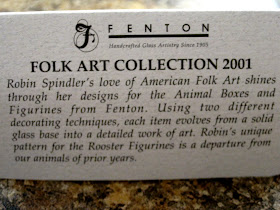 FENTON
Handcrafted Glass Artistry Since 1905
FOLK ART COLLECTION 2001
Robin Spindler's love of American Folk Art shines
through her designs for the Animal Boxes and
Figurines from Fenton. Using two different
decorating techniques, each item evolves from a solid
glass base into a detailed work of art. Robin's unique
pattern for the Rooster Figurines is a departure from
our animals of prior years.